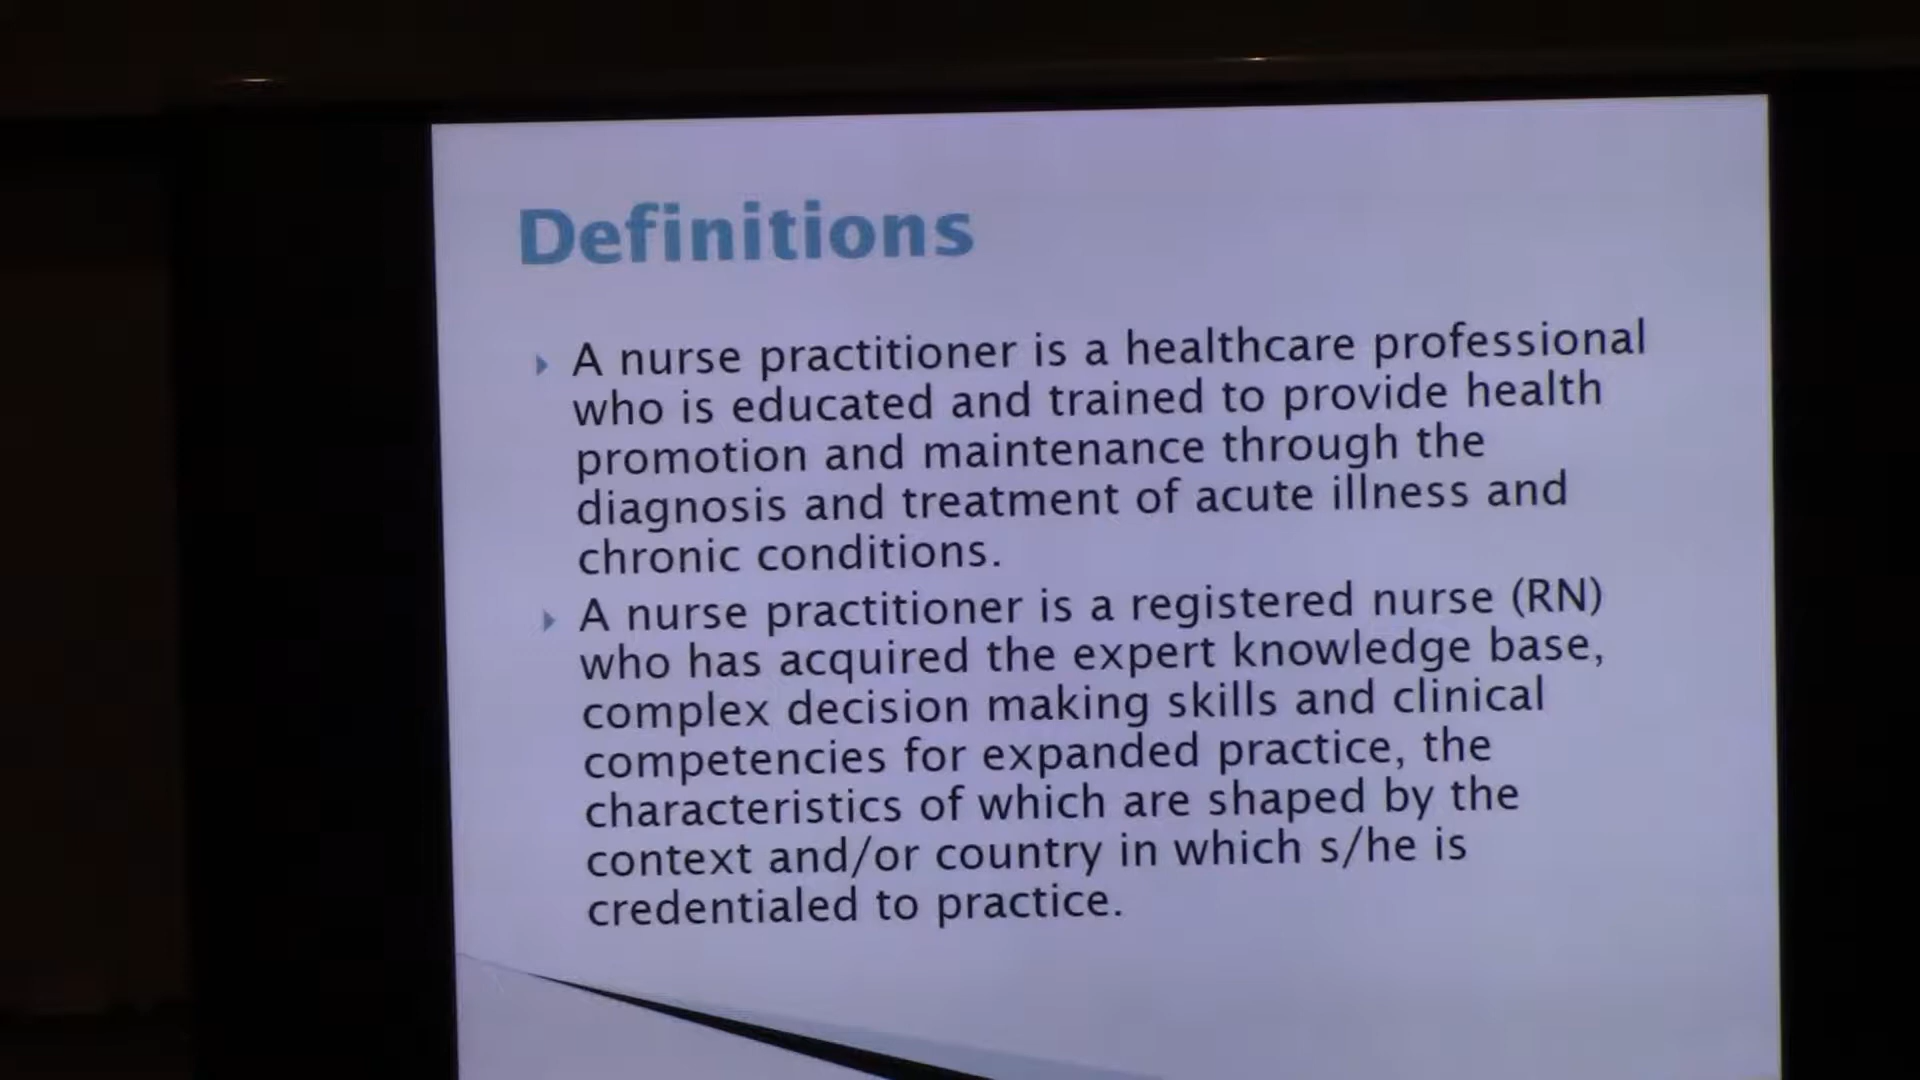 Definitions
A nurse practitioner is a healthcare professional
who is educated and trained to provide health
promotion and maintenance through the
diagnosis and treatment of acute illness and
chronic conditions.
A nurse practitioner is a registered nurse (RN)
who has acquired the expert knowledge base,
complex decision making skills and clinical
competencies for expanded practice, the
characteristics of which are shaped by the
context and/or country in which s/he is
credentialed to practice.